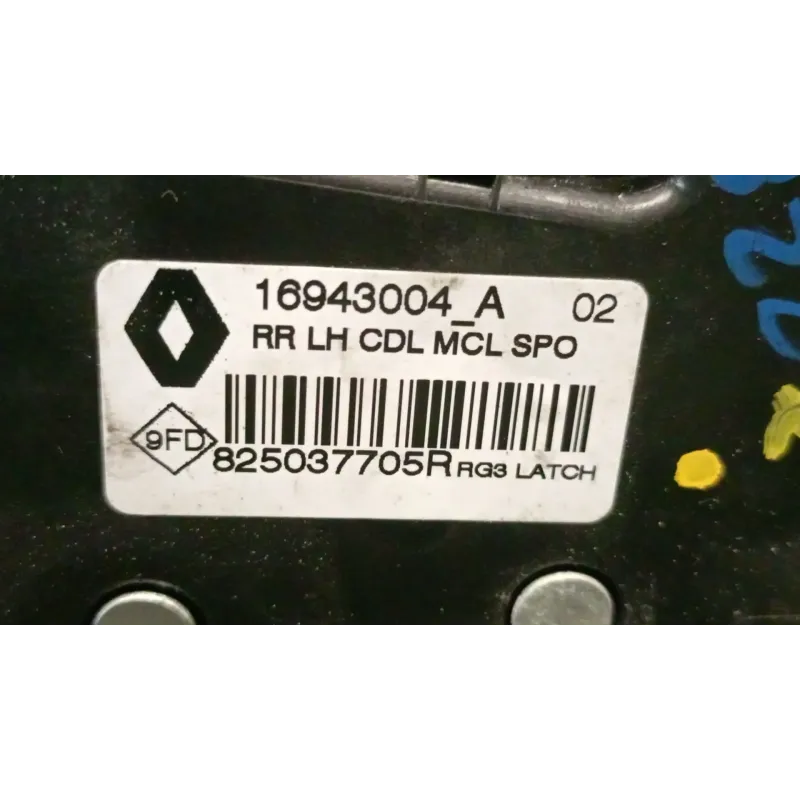 16943004_A 02
RR LH CDL MCL SPO
9FD
825037705R RG3 LATCH